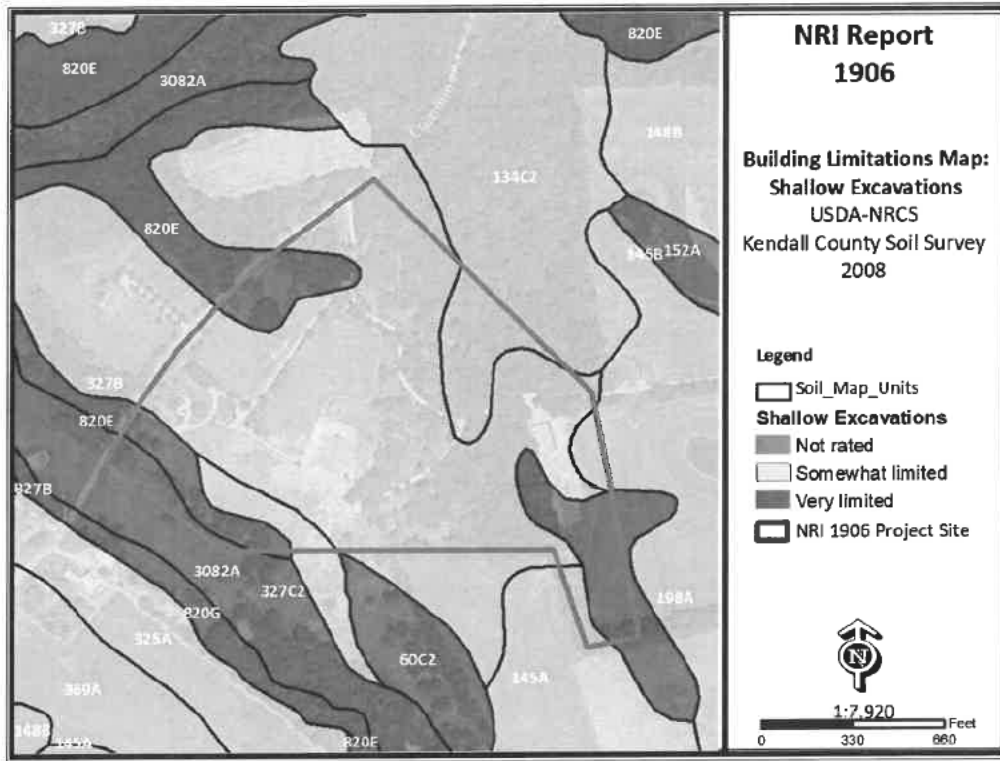 327B
820E
820E
3082A
148B
134C2
820E
145B
152A
327B
820E
327B
3082A
327C2
820G
198A
325A
60C2
145A
369A
148B
145A
820E
NRI Report
1906
Building Limitations Map:
Shallow Excavations
USDA-NRCS
Kendall County Soil Survey
2008
Legend
Soil_Map_Units
Shallow Excavations
Not rated
Somewhat limited
Very limited
NRI 1906 Project Site
N
1:7,920
Feet
0 330 660